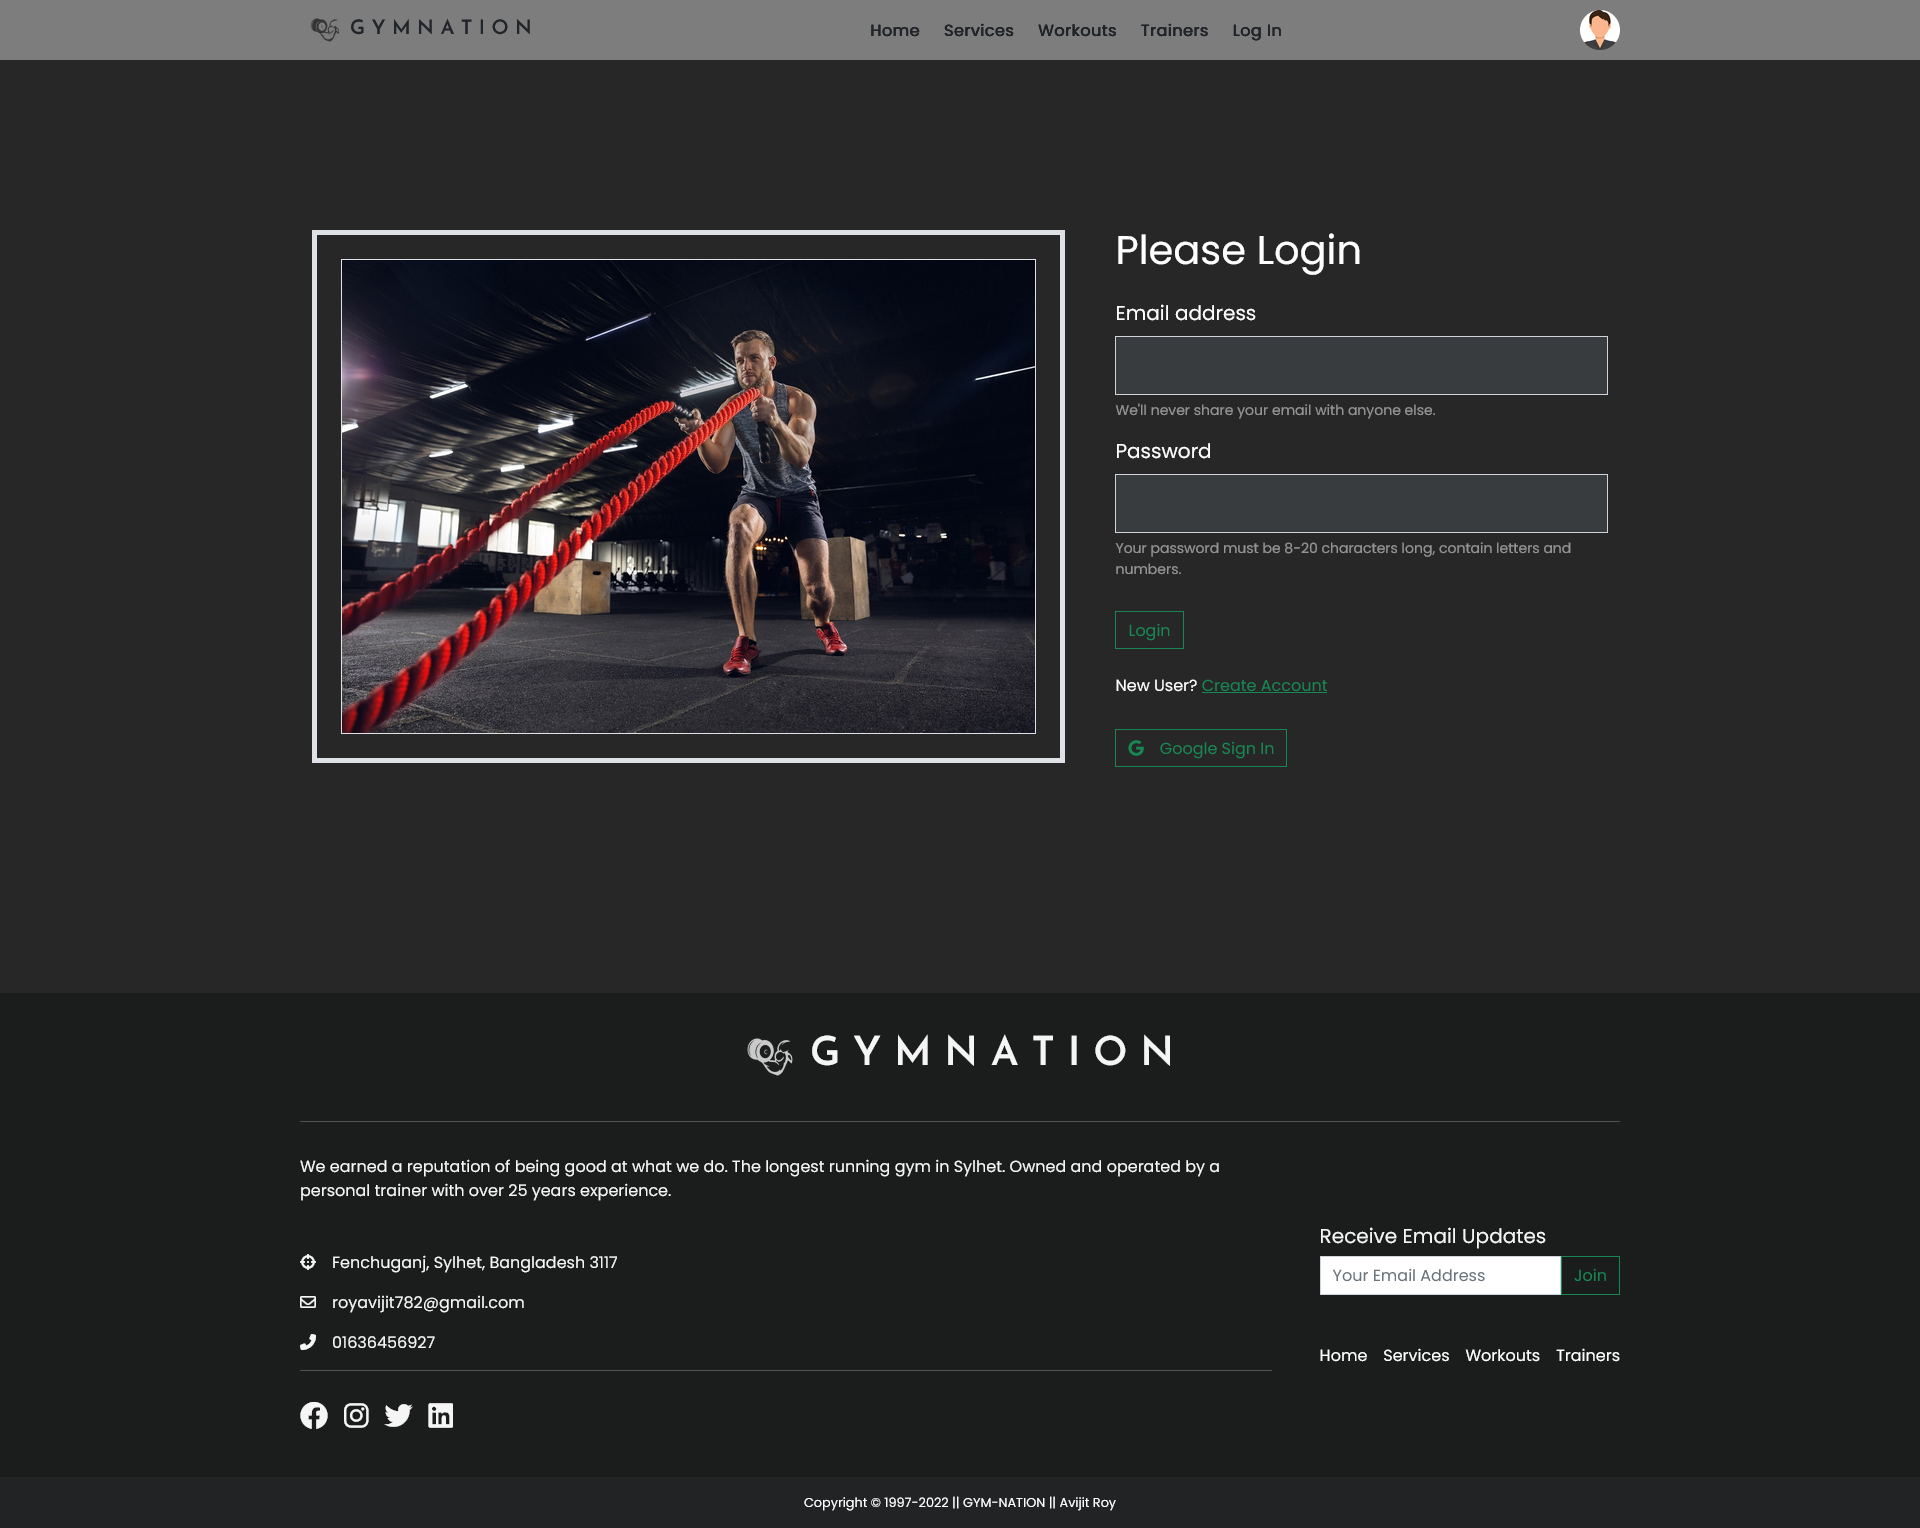 GYMNATION
Home Services Workouts Trainers Log In
Please Login
Email address
We'll never share your email with anyone else.
Password
Your password must be 8-20 characters long, contain letters and
numbers.
Login
New User? Create Account
Google Sign In
GYMNATION
We earned a reputation of being good at what we do. The longest running gym in Sylhet. Owned and operated by a
personal trainer with over 25 years experience.
Fenchuganj, Sylhet, Bangladesh 3117
royavijit782@gmail.com
01636456927
Receive Email Updates
Your Email Address Join
Home Services Workouts Trainers
Copyright © 1997-2022 || GYM-NATION || Avijit Roy